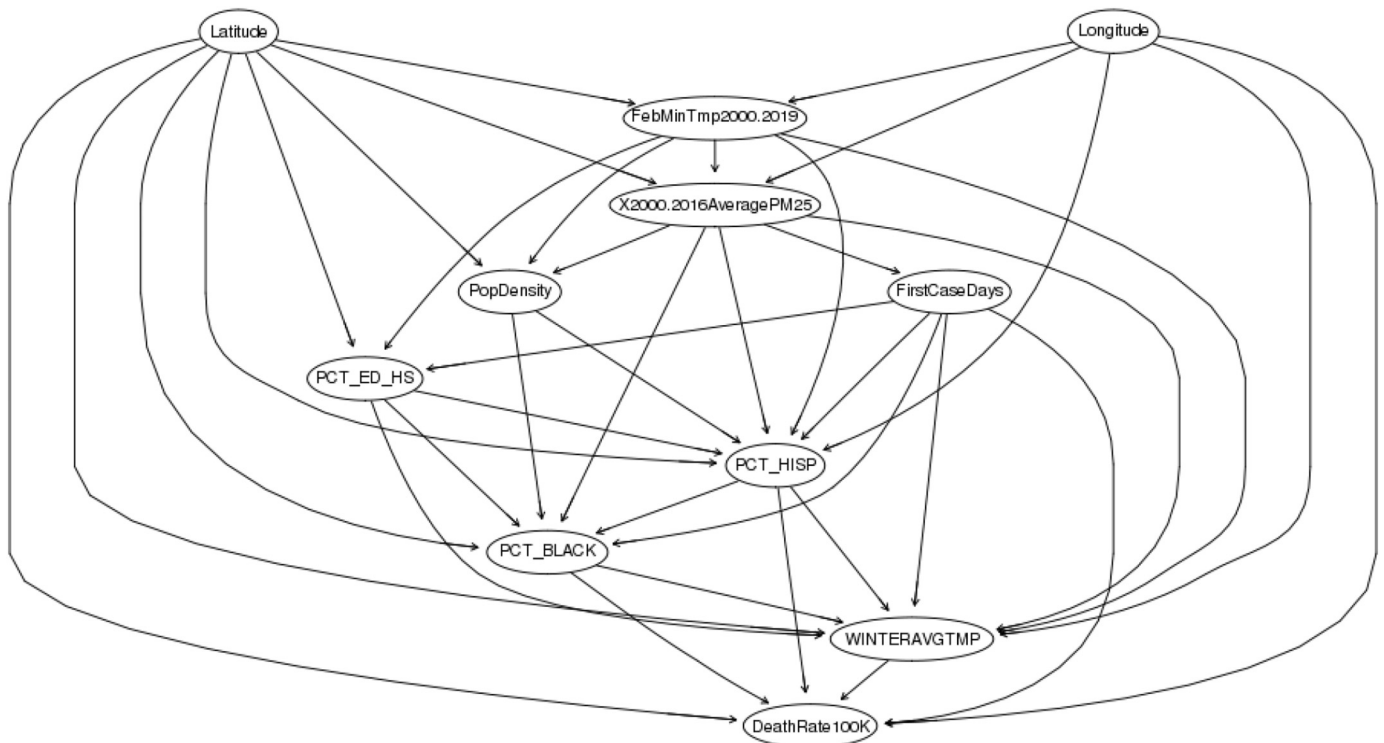 Latitude
Longitude
FebMinTmp2000.2019
X2000.2016AveragePM25
PopDensity
FirstCaseDays
PCT_ED_HS
PCT_HISP
PCT_BLACK
WINTERAVGTMP
DeathRate100K